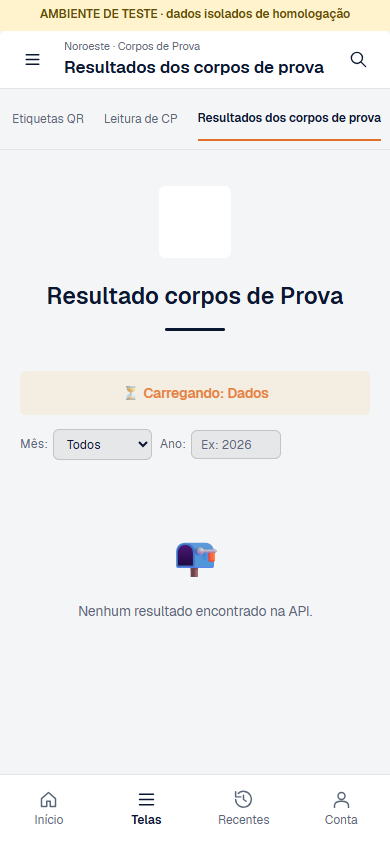 AMBIENTE DE TESTE · dados isolados de homologação
Noroeste · Corpos de Prova
Resultados dos corpos de prova
Etiquetas QR
Leitura de CP
Resultados dos corpos de prova
Resultado corpos de Prova
⏳ Carregando: Dados
Mês: Todos Ano: Ex: 2026
Nenhum resultado encontrado na API.
Início
Telas
Recentes
Conta